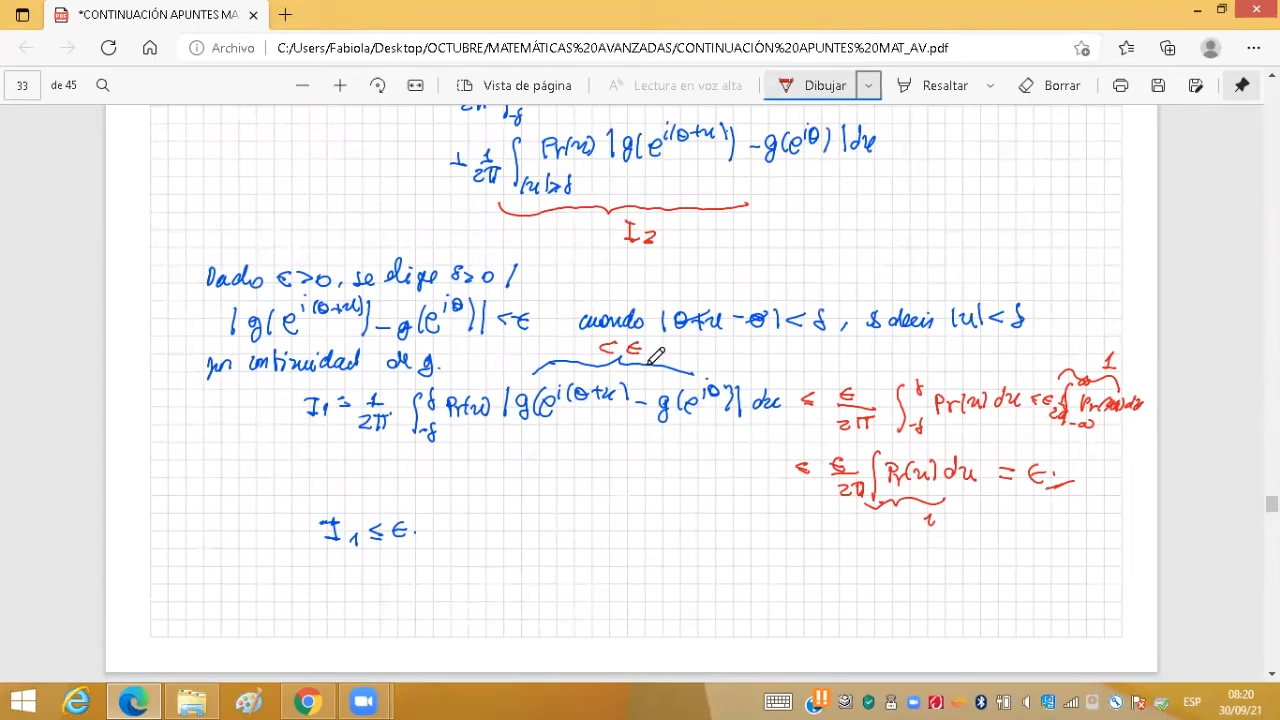 *CONTINUACIÓN APUNTES MA
Archivo C:/Users/Fabiola/Desktop/OCTUBRE/MATEMÁTICAS%20AVANZADAS/CONTINUACIÓN%20APUNTES%20MAT_AV.pdf
33 de 45 Vista de página Lectura en voz alta Dibujar Resaltar Borrar
2π -δ
+ 1/2π ∫|u|≥δ Pr(u) |g(e^{i(θ+u)}) - g(e^{iθ})| du
I2
Dado ε>0, se elige δ>0 /
|g(e^{i(θ+u)}) - g(e^{iθ})| < ε cuando |θ+u-θ| < δ, es decir |u| < δ
por continuidad de g.
< ε
1
I1 = 1/2π ∫_{-δ}^{δ} Pr(u) |g(e^{i(θ+u)} - g(e^{iθ})| du ≤ ε/2π ∫_{-δ}^{δ} Pr(u) du
≤ ε/2π ∫ Pr(u) du = ε.
1
I1 ≤ ε.
ESP
08:20
30/09/21